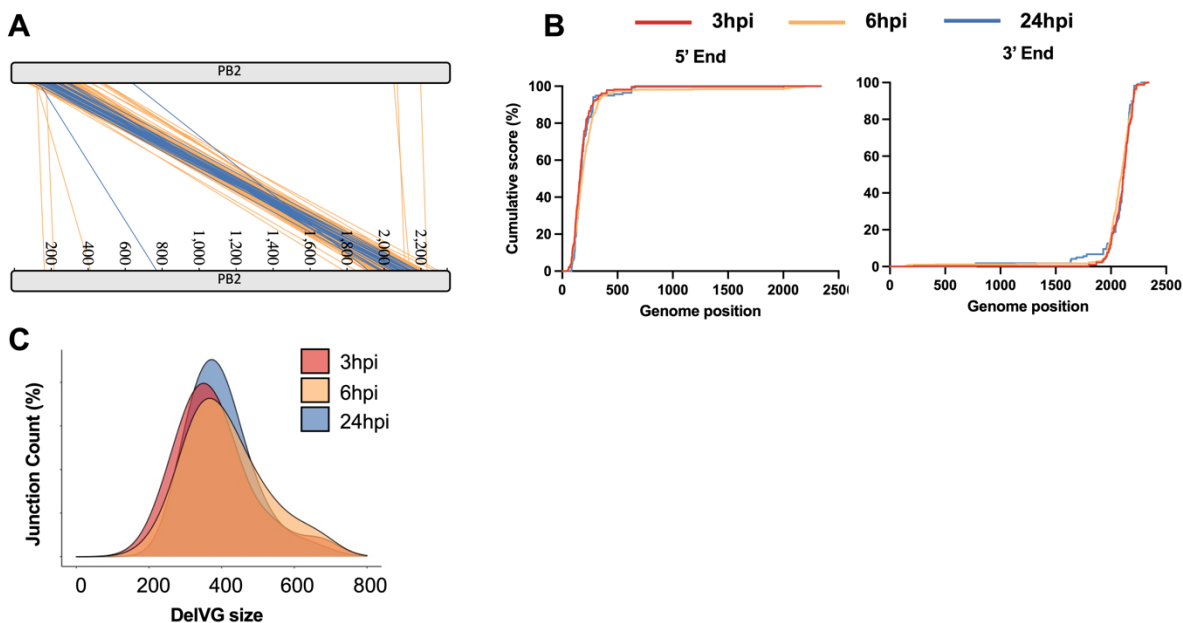 A
PB2
200
400
600
800
1,000
1,200
1,400
1,600
1,800
2,000
2,200
PB2
B
3hpi 6hpi 24hpi
5' End
Cumulative score (%)
100
80
60
40
20
0
0 500 1000 1500 2000 2500
Genome position
3' End
100
80
60
40
20
0
0 500 1000 1500 2000 2500
Genome position
C
Junction Count (%)
3hpi
6hpi
24hpi
0 200 400 600 800
DelVG size